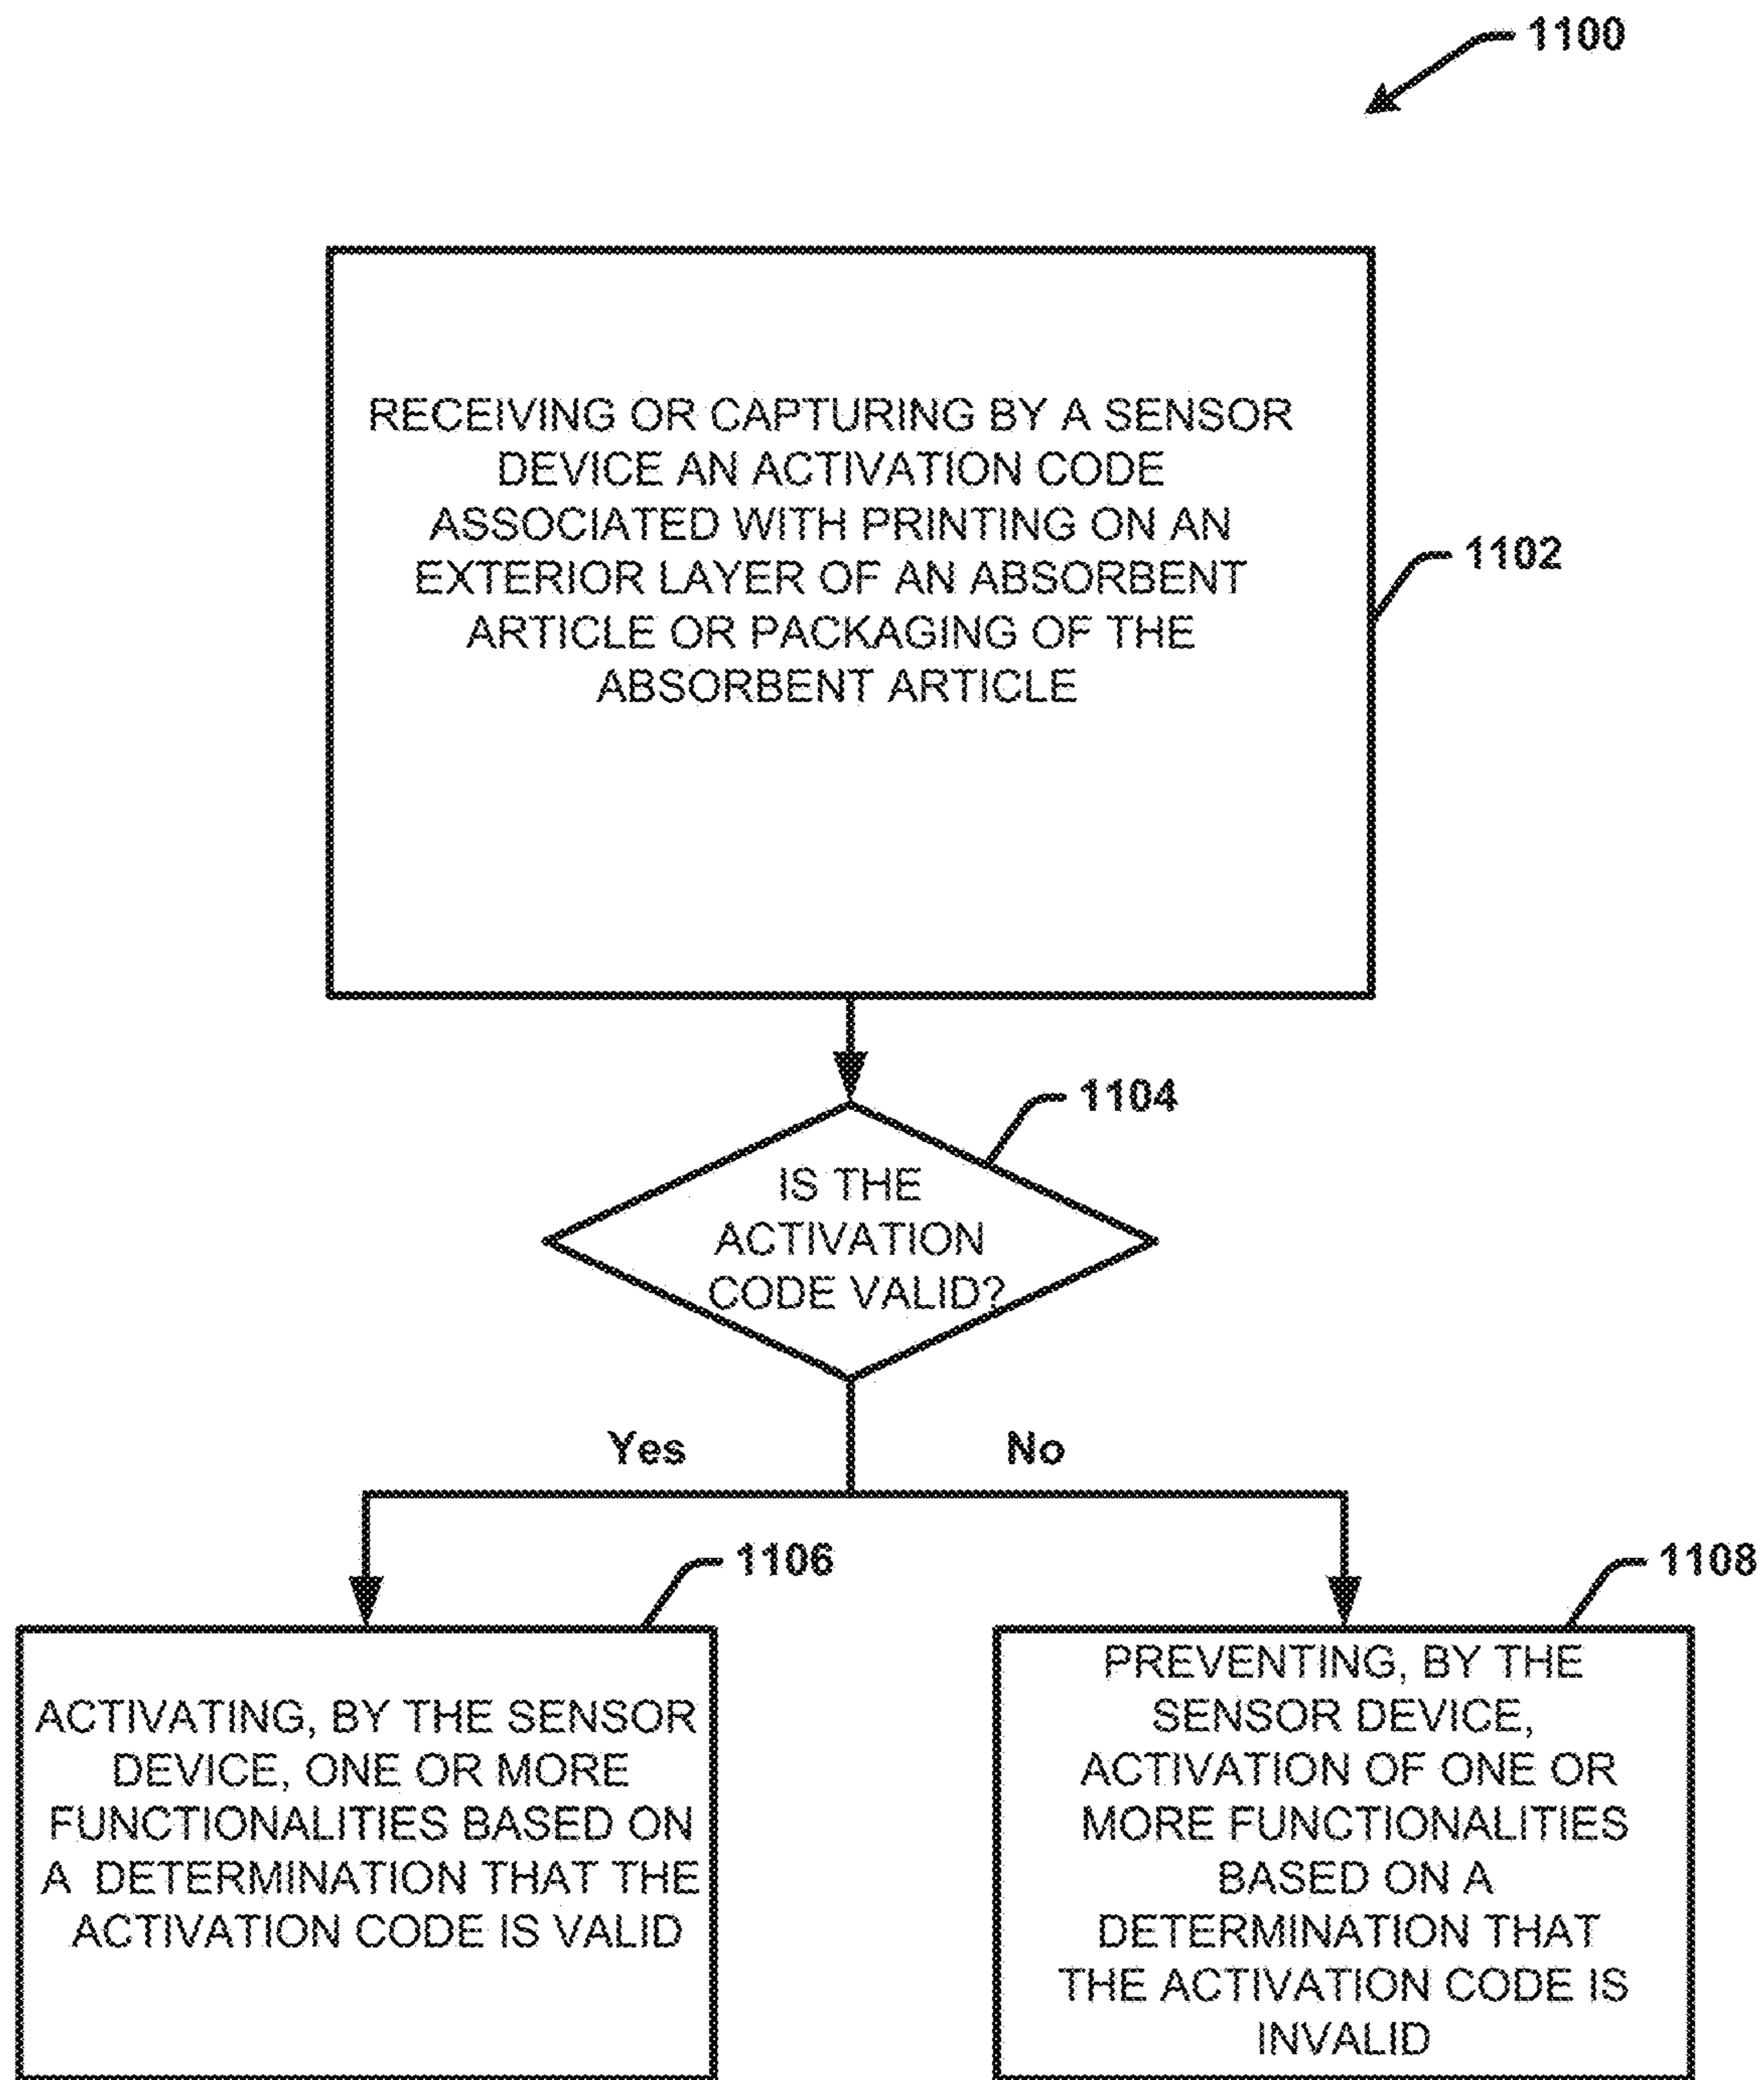 1100
RECEIVING OR CAPTURING BY A SENSOR
DEVICE AN ACTIVATION CODE
ASSOCIATED WITH PRINTING ON AN
EXTERIOR LAYER OF AN ABSORBENT
ARTICLE OR PACKAGING OF THE
ABSORBENT ARTICLE
1102
1104
IS THE
ACTIVATION
CODE VALID?
Yes
No
1106
ACTIVATING, BY THE SENSOR
DEVICE, ONE OR MORE
FUNCTIONALITIES BASED ON
A DETERMINATION THAT THE
ACTIVATION CODE IS VALID
1108
PREVENTING, BY THE
SENSOR DEVICE,
ACTIVATION OF ONE OR
MORE FUNCTIONALITIES
BASED ON A
DETERMINATION THAT
THE ACTIVATION CODE IS
INVALID